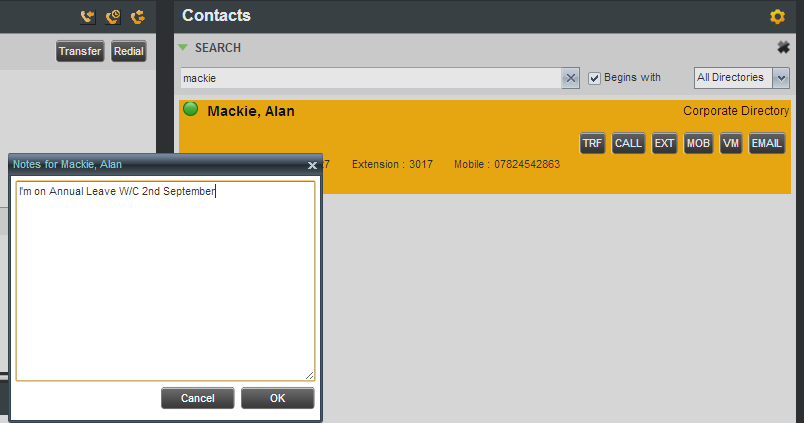 Contacts
Transfer Redial
SEARCH
mackie
Begins with
All Directories
Mackie, Alan
Corporate Directory
TRF CALL EXT MOB VM EMAIL
7 Extension : 3017 Mobile : 07824542863
Notes for Mackie, Alan
I'm on Annual Leave W/C 2nd September
Cancel OK